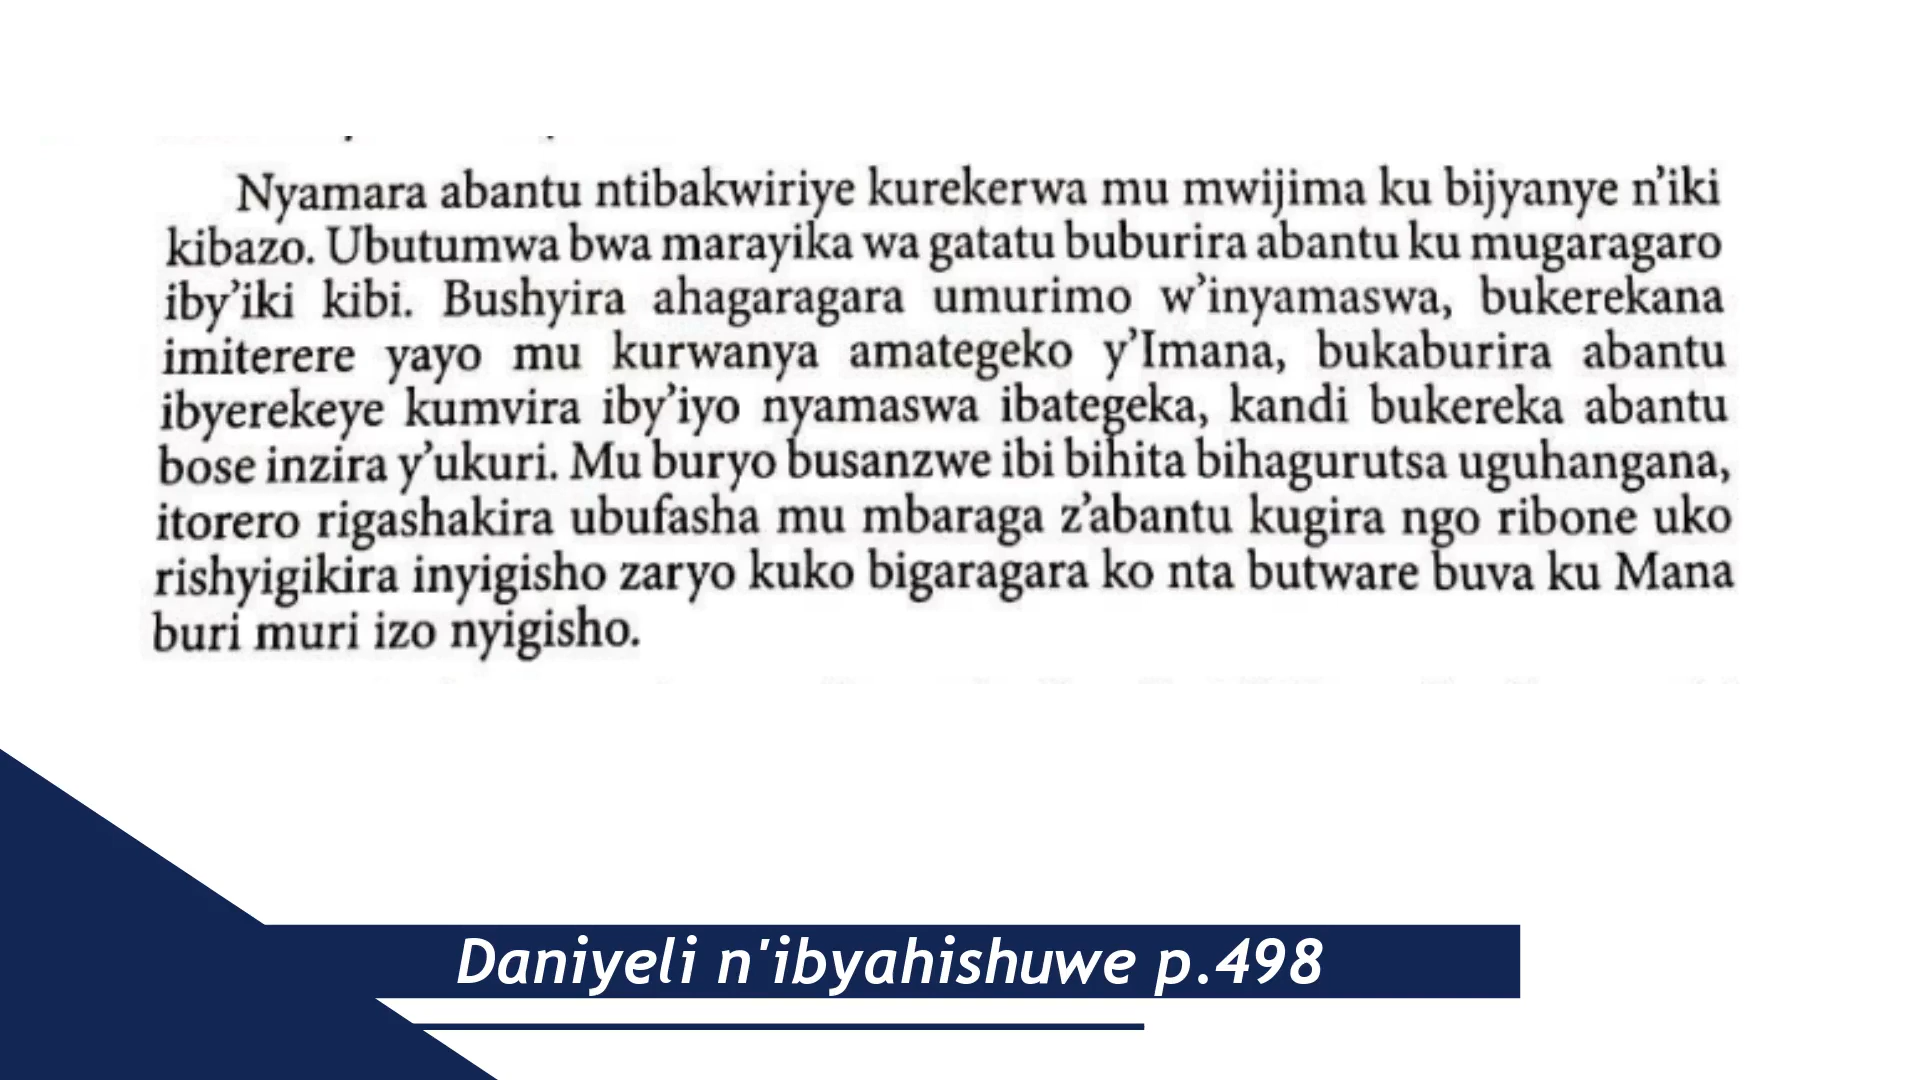 Nyamara abantu ntibakwiriye kurekerwa mu mwijima ku bijyanye n’iki
kibazo. Ubutumwa bwa marayika wa gatatu buburira abantu ku mugaragaro
iby’iki kibi. Bushyira ahagaragara umurimo w’inyamaswa, bukerekana
imiterere yayo mu kurwanya amategeko y’Imana, bukaburira abantu
ibyerekeye kumvira iby’iyo nyamaswa ibategeka, kandi bukereka abantu
bose inzira y’ukuri. Mu buryo busanzwe ibi bihita bihagurutsa uguhangana,
itorero rigashakira ubufasha mu mbaraga z’abantu kugira ngo ribone uko
rishyigikira inyigisho zaryo kuko bigaragara ko nta butware buva ku Mana
buri muri izo nyigisho.
Daniyeli n'ibyahishuwe p.498